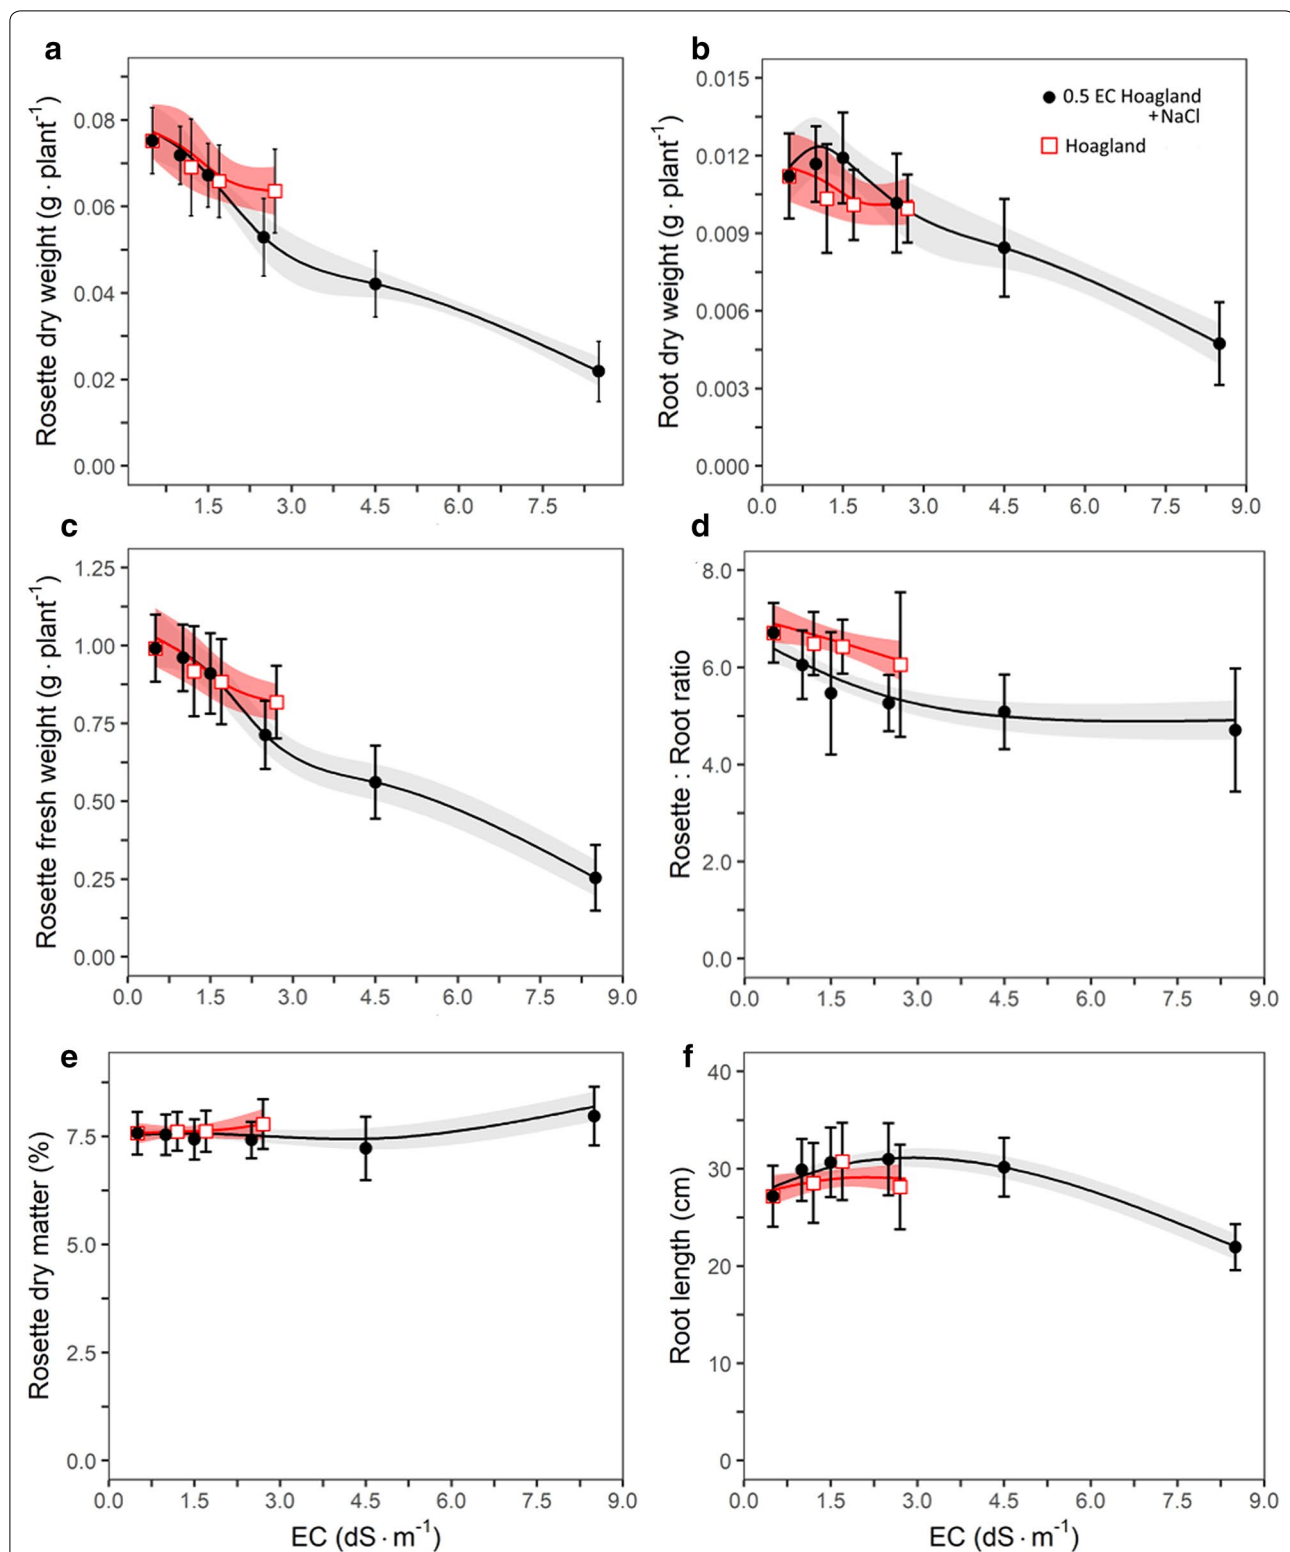 a
Rosette dry weight (g · plant⁻¹)
0.08
0.06
0.04
0.02
0.00
1.5 3.0 4.5 6.0 7.5
b
Root dry weight (g · plant⁻¹)
0.015
0.012
0.009
0.006
0.003
0.000
0.0 1.5 3.0 4.5 6.0 7.5 9.0
0.5 EC Hoagland
+NaCl
Hoagland
c
Rosette fresh weight (g · plant⁻¹)
1.25
1.00
0.75
0.50
0.25
0.00
0.0 1.5 3.0 4.5 6.0 7.5 9.0
d
Rosette : Root ratio
8.0
6.0
4.0
2.0
0.0
0.0 1.5 3.0 4.5 6.0 7.5 9.0
e
Rosette dry matter (%)
7.5
5.0
2.5
0.0
0.0 1.5 3.0 4.5 6.0 7.5 9.0
EC (dS · m⁻¹)
f
Root length (cm)
40
30
20
10
0
0.0 1.5 3.0 4.5 6.0 7.5 9.0
EC (dS · m⁻¹)